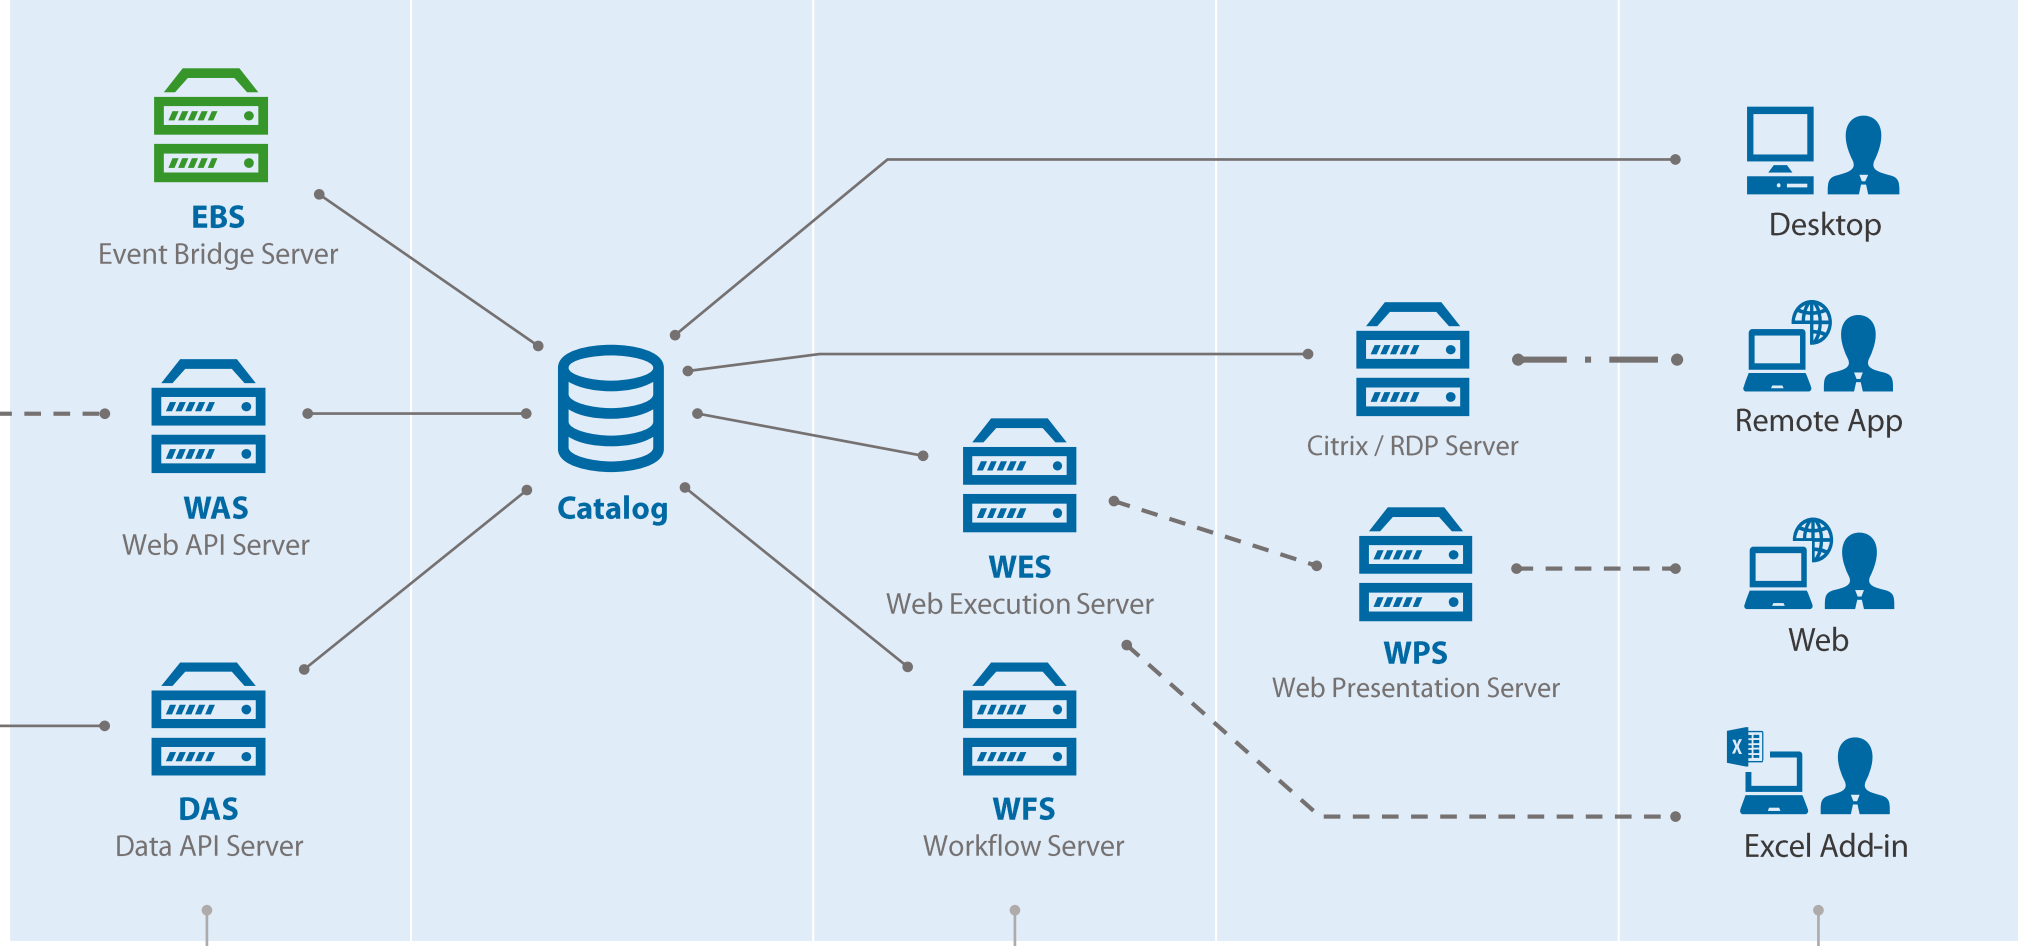 EBS
Event Bridge Server
WAS
Web API Server
DAS
Data API Server
Catalog
WES
Web Execution Server
WFS
Workflow Server
Citrix / RDP Server
WPS
Web Presentation Server
Desktop
Remote App
Web
X
Excel Add-in